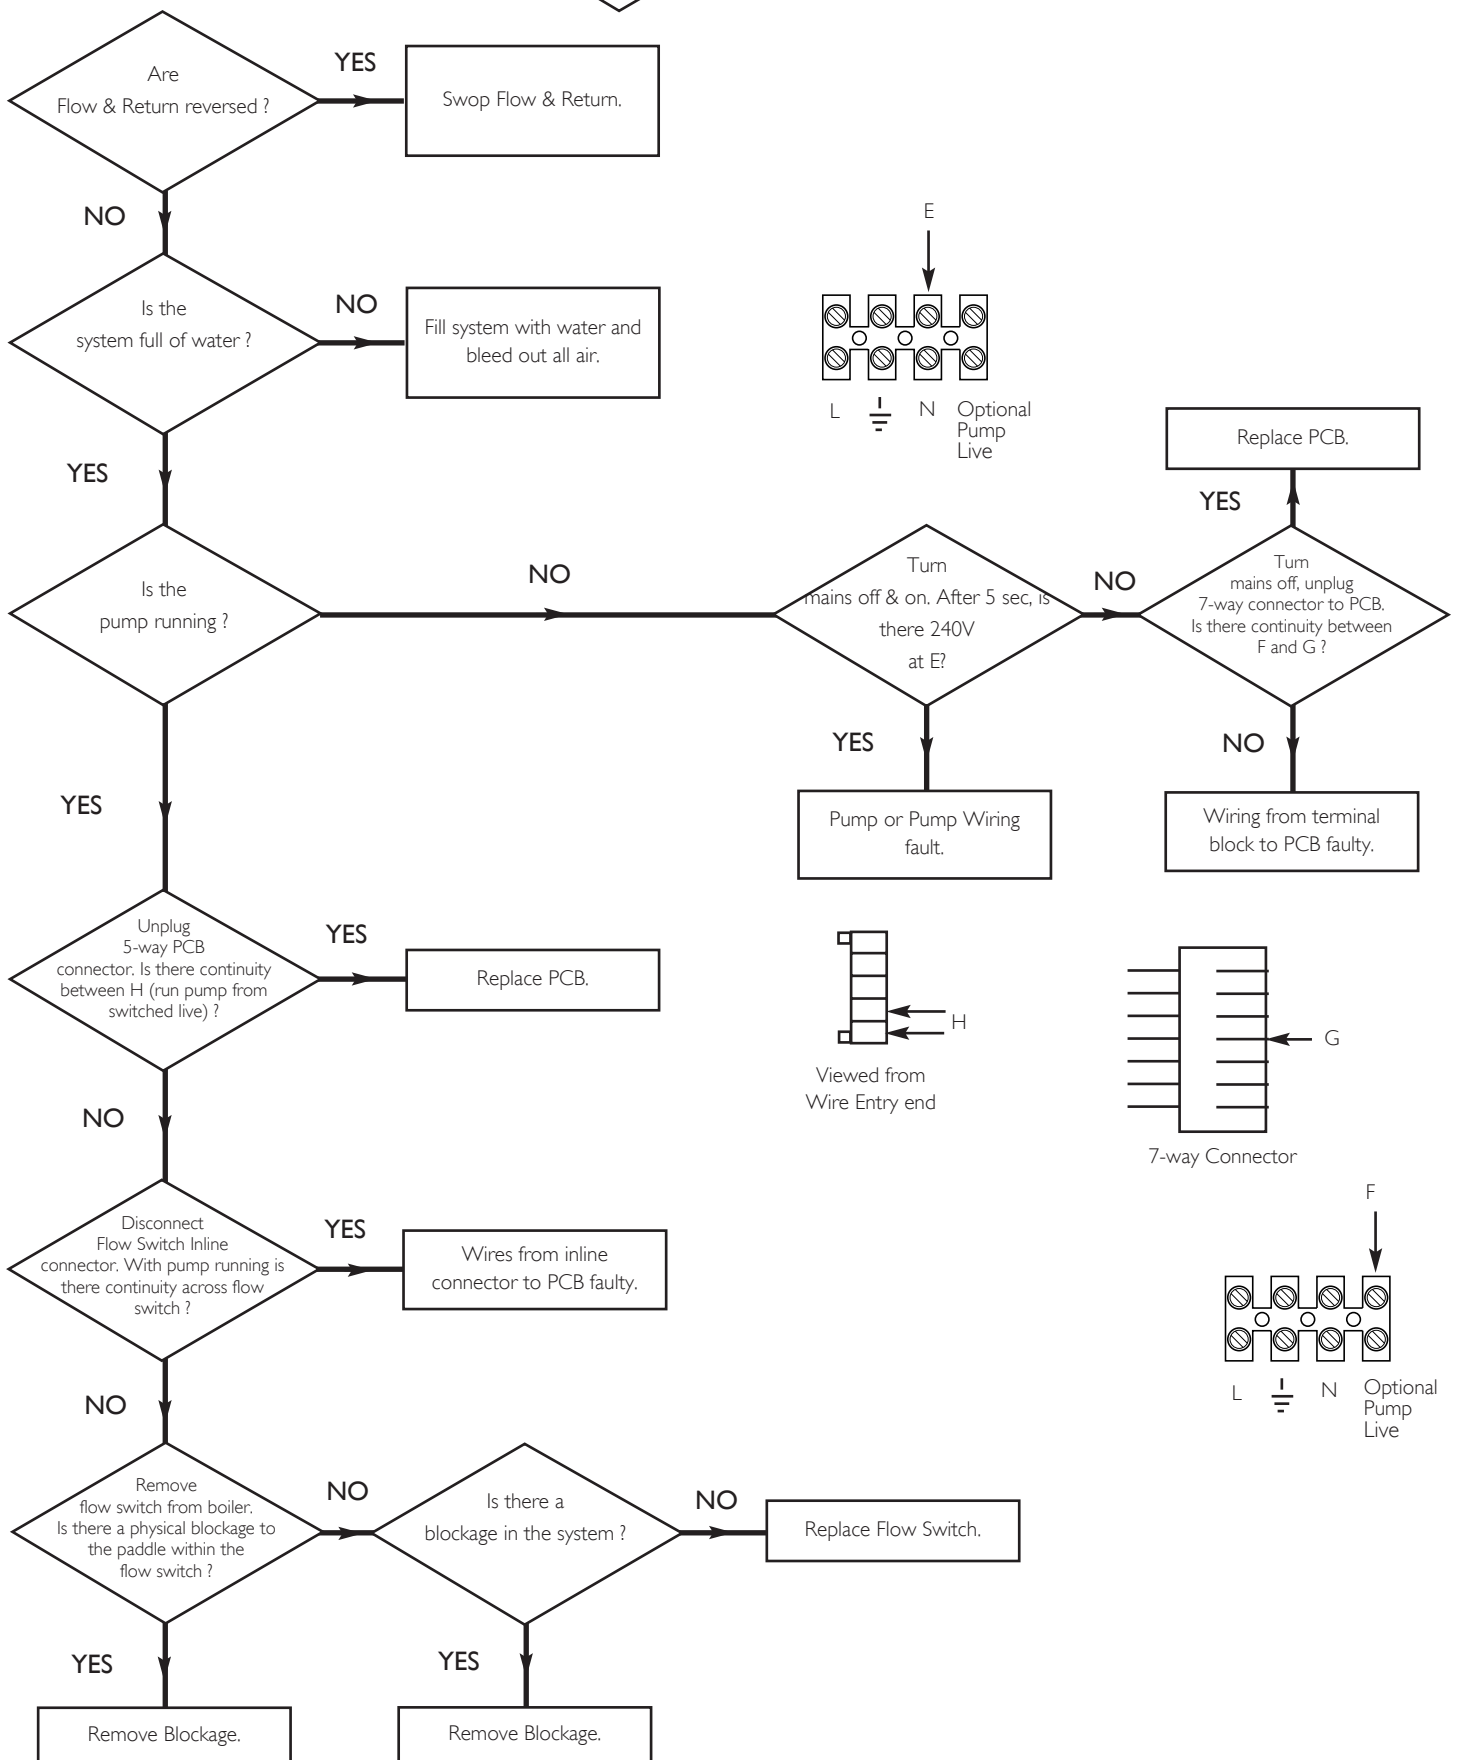 Are
Flow & Return reversed ?
YES
Swop Flow & Return.
NO
Is the
system full of water ?
NO
Fill system with water and
bleed out all air.
E
L
N
Optional
Pump
Live
YES
Is the
pump running ?
NO
Turn
mains off & on. After 5 sec, is
there 240V
at E?
NO
Turn
mains off, unplug
7-way connector to PCB.
Is there continuity between
F and G ?
YES
Replace PCB.
YES
Pump or Pump Wiring
fault.
NO
Wiring from terminal
block to PCB faulty.
YES
Unplug
5-way PCB
connector. Is there continuity
between H (run pump from
switched live) ?
YES
Replace PCB.
H
Viewed from
Wire Entry end
G
7-way Connector
NO
Disconnect
Flow Switch Inline
connector. With pump running is
there continuity across flow
switch ?
YES
Wires from inline
connector to PCB faulty.
F
L
N
Optional
Pump
Live
NO
Remove
flow switch from boiler.
Is there a physical blockage to
the paddle within the
flow switch ?
NO
Is there a
blockage in the system ?
NO
Replace Flow Switch.
YES
Remove Blockage.
YES
Remove Blockage.